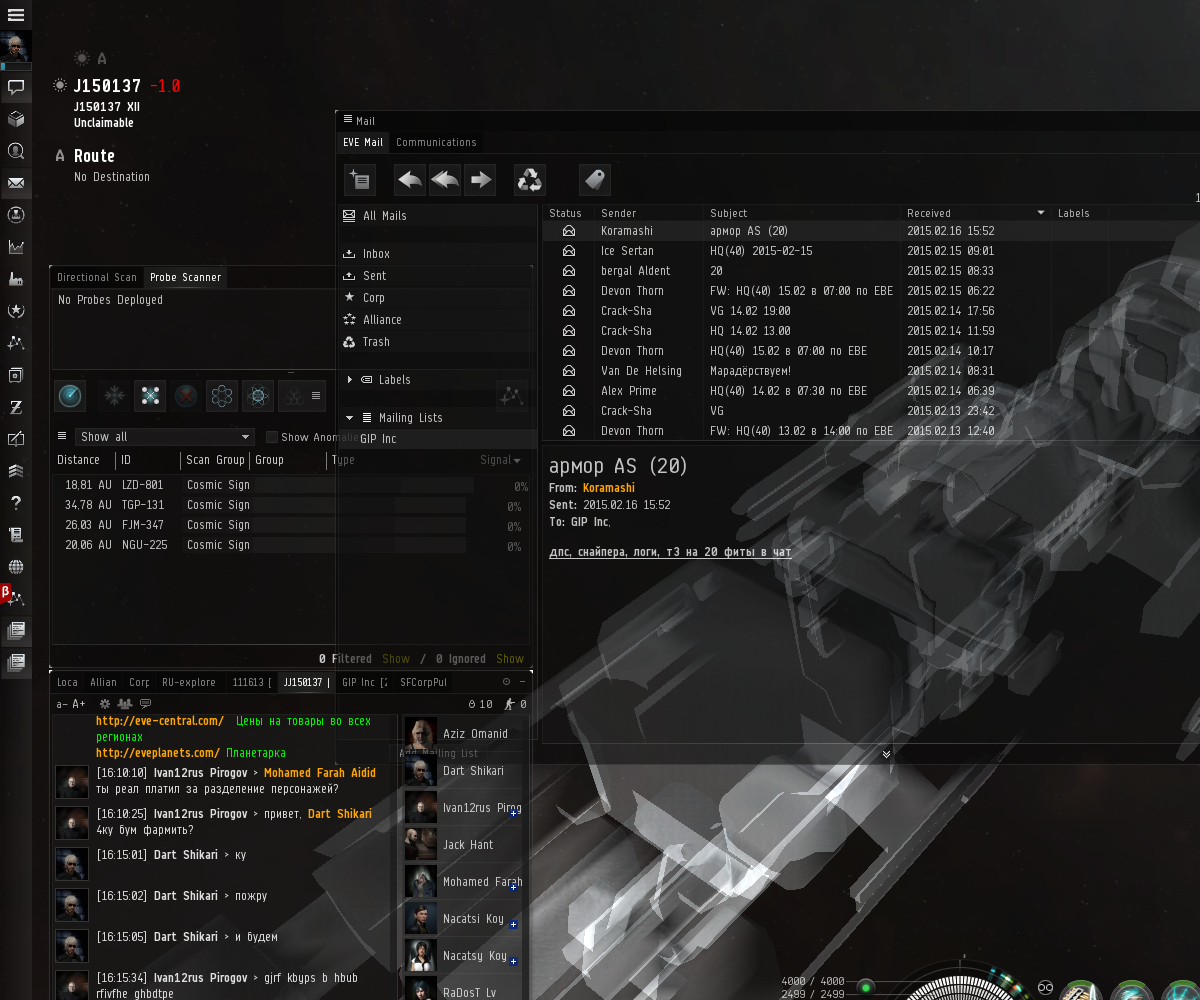 A
J150137 -1.0
J150137 XII
Unclaimable
A Route
No Destination
Mail
EVE Mail Communications
All Mails
Inbox
Sent
Corp
Alliance
Trash
Labels
Mailing Lists
GIP Inc
Add Mailing List
Status Sender Subject Received Labels
Koramashi армор AS (20) 2015.02.16 15:52
Ice Sertan HQ(40) 2015-02-15 2015.02.15 09:01
bergal Aldent 20 2015.02.15 08:33
Devon Thorn FW: HQ(40) 15.02 в 07:00 по ЕВЕ 2015.02.15 06:22
Crack-Sha VG 14.02 19:00 2015.02.14 17:56
Crack-Sha HQ 14.02 13.00 2015.02.14 11:59
Devon Thorn HQ(40) 15.02 в 07:00 по ЕВЕ 2015.02.14 10:17
Van De Helsing Марадёрствуем! 2015.02.14 08:31
Alex Prime HQ(40) 14.02 в 07:30 по ЕВЕ 2015.02.14 06:39
Crack-Sha VG 2015.02.13 23:42
Devon Thorn FW: HQ(40) 13.02 в 14:00 по ЕВЕ 2015.02.13 12:40
армор AS (20)
From: Koramashi
Sent: 2015.02.16 15:52
To: GIP Inc,
дпс, снайпера, логи, т3 на 20 фиты в чат
Directional Scan Probe Scanner
No Probes Deployed
Show all Show Anomalie
Distance ID Scan Group Group Type Signal
18,81 AU LZD-801 Cosmic Sign 0%
34,78 AU TGP-131 Cosmic Sign 0%
26,03 AU FJM-347 Cosmic Sign 0%
20,06 AU NGU-225 Cosmic Sign 0%
0 Filtered Show / 0 Ignored Show
Loca Allian Corp RU-explore 111613 [ JJ150137 | GIP Inc [2 SFCorpPul
a- A+ 10 0
http://eve-central.com/ Цены на товары во всех
регионах
http://eveplanets.com/ Планетарка
[16:10:10] Ivan12rus Pirogov > Mohamed Farah Aidid
ты реал платил за разделение персонажей?
[16:10:25] Ivan12rus Pirogov > привет, Dart Shikari
4ку бум фармить?
[16:15:01] Dart Shikari > ку
[16:15:02] Dart Shikari > пожру
[16:15:05] Dart Shikari > и будем
[16:15:34] Ivan12rus Pirogov > gjrf kbyps b hbub
rfivfhe ghbdtpe
Aziz Omanid
Dart Shikari
Ivan12rus Pirog
Jack Hant
Mohamed Farah
Nacatsi Koy
Nacatsy Koy
RaDosT Lv
4000 / 4000
2499 / 2499
β